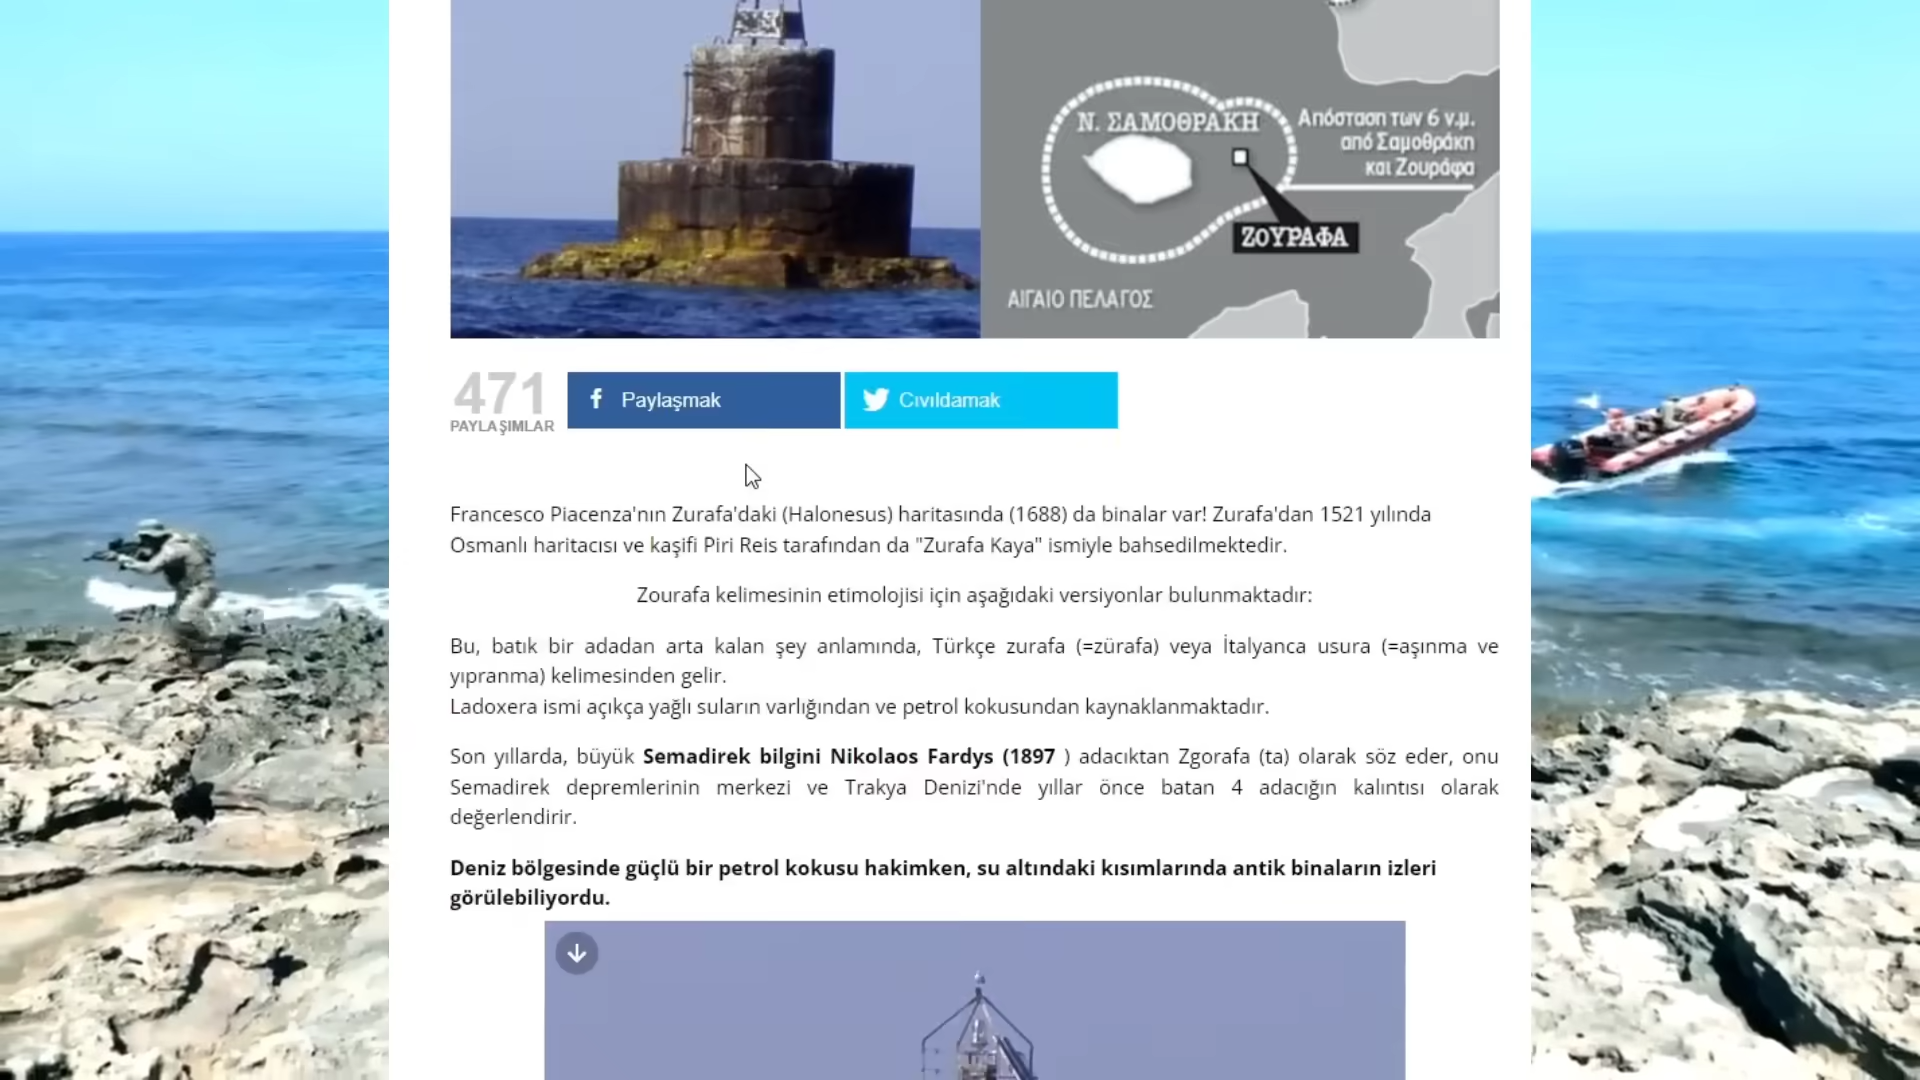 Ν. ΣΑΜΟΘΡΑΚΗ
Απόσταση των 6 ν.μ.
από Σαμοθράκη
και Ζουράφα
ΖΟΥΡΑΦΑ
ΑΙΓΑΙΟ ΠΕΛΑΓΟΣ
471
PAYLAŞIMLAR
Paylaşmak
Cıvıldamak
Francesco Piacenza'nın Zurafa'daki (Halonesus) haritasında (1688) da binalar var! Zurafa'dan 1521 yılında
Osmanlı haritacısı ve kaşifi Piri Reis tarafından da "Zurafa Kaya" ismiyle bahsedilmektedir.
Zourafa kelimesinin etimolojisi için aşağıdaki versiyonlar bulunmaktadır:
Bu, batık bir adadan arta kalan şey anlamında, Türkçe zurafa (=zürafa) veya İtalyanca usura (=aşınma ve
yıpranma) kelimesinden gelir.
Ladoxera ismi açıkça yağlı suların varlığından ve petrol kokusundan kaynaklanmaktadır.
Son yıllarda, büyük Semadirek bilgini Nikolaos Fardys (1897 ) adacıktan Zgorafa (ta) olarak söz eder, onu
Semadirek depremlerinin merkezi ve Trakya Denizi'nde yıllar önce batan 4 adacığın kalıntısı olarak
değerlendirir.
Deniz bölgesinde güçlü bir petrol kokusu hakimken, su altındaki kısımlarında antik binaların izleri
görülebiliyordu.